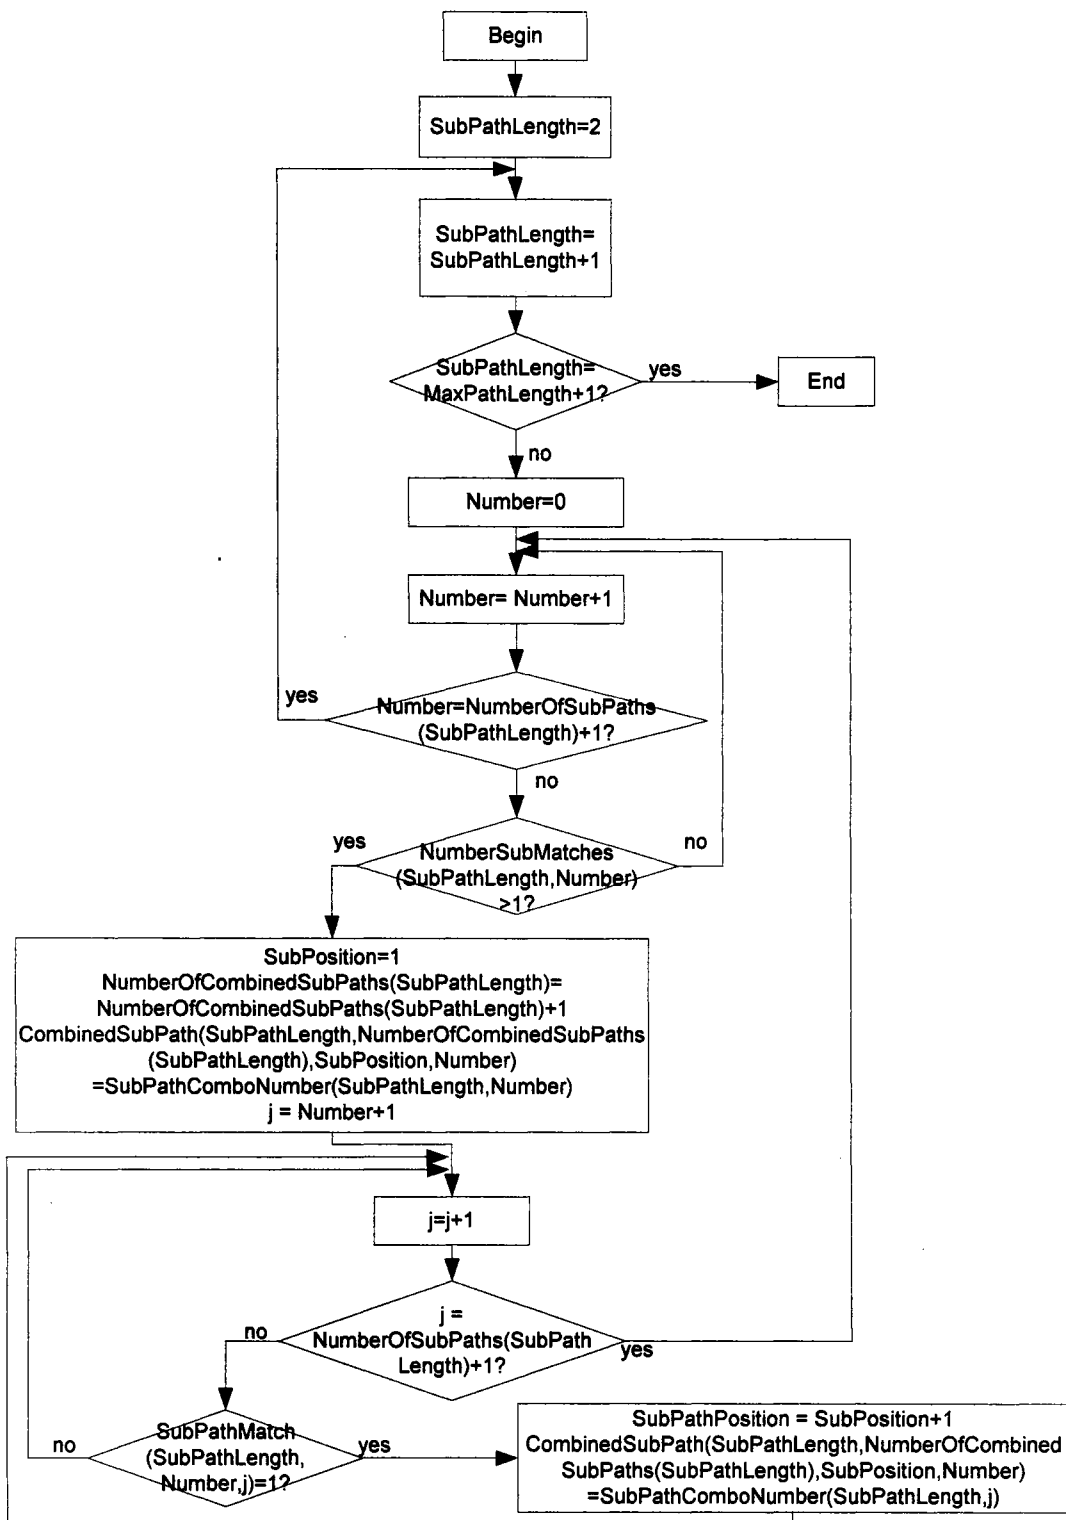 Begin
SubPathLength=2
SubPathLength=
SubPathLength+1
SubPathLength=
MaxPathLength+1?
yes
End
no
Number=0
Number= Number+1
yes
Number=NumberOfSubPaths
(SubPathLength)+1?
no
yes
NumberSubMatches
(SubPathLength,Number)
>1?
no
SubPosition=1
NumberOfCombinedSubPaths(SubPathLength)=
NumberOfCombinedSubPaths(SubPathLength)+1
CombinedSubPath(SubPathLength,NumberOfCombinedSubPaths
(SubPathLength),SubPosition,Number)
=SubPathComboNumber(SubPathLength,Number)
j = Number+1
j=j+1
no
j =
NumberOfSubPaths(SubPath
Length)+1?
yes
no
SubPathMatch
(SubPathLength,
Number,j)=1?
yes
SubPathPosition = SubPosition+1
CombinedSubPath(SubPathLength,NumberOfCombined
SubPaths(SubPathLength),SubPosition,Number)
=SubPathComboNumber(SubPathLength,j)